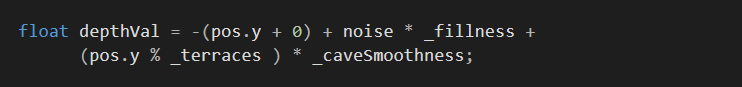 float depthVal = -(pos.y + 0) + noise * _fillness +
(pos.y % _terraces ) * _caveSmoothness;